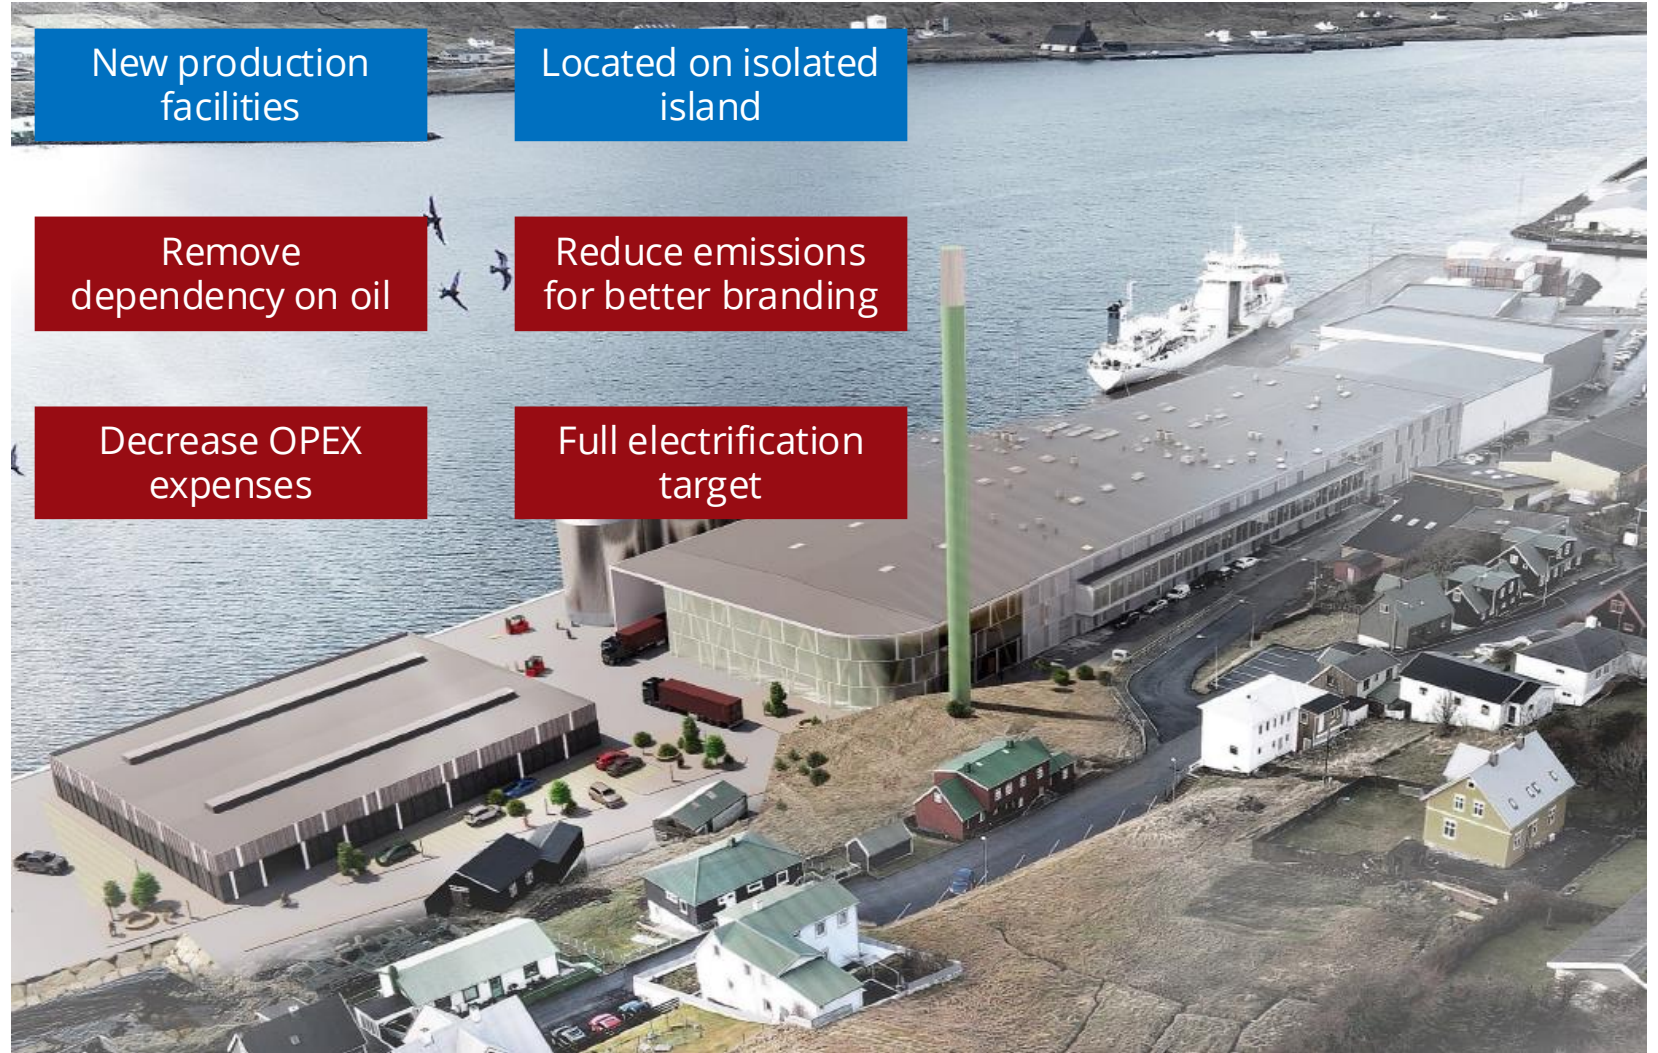 New production
facilities
Located on isolated
island
Remove
dependency on oil
Reduce emissions
for better branding
Decrease OPEX
expenses
Full electrification
target